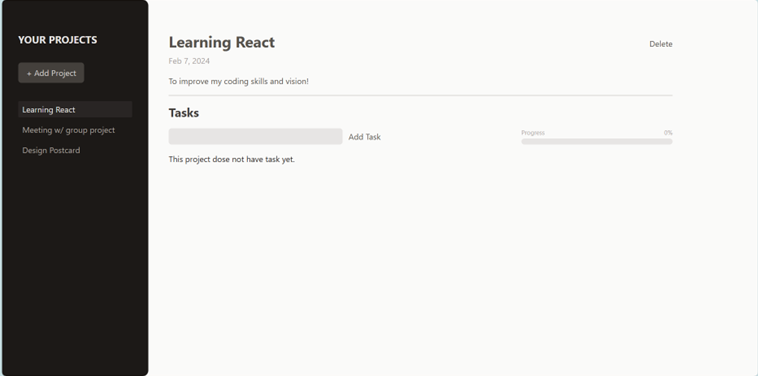 YOUR PROJECTS
+ Add Project
Learning React
Meeting w/ group project
Design Postcard
Learning React
Delete
Feb 7, 2024
To improve my coding skills and vision!
Tasks
Add Task
Progress 0%
This project dose not have task yet.